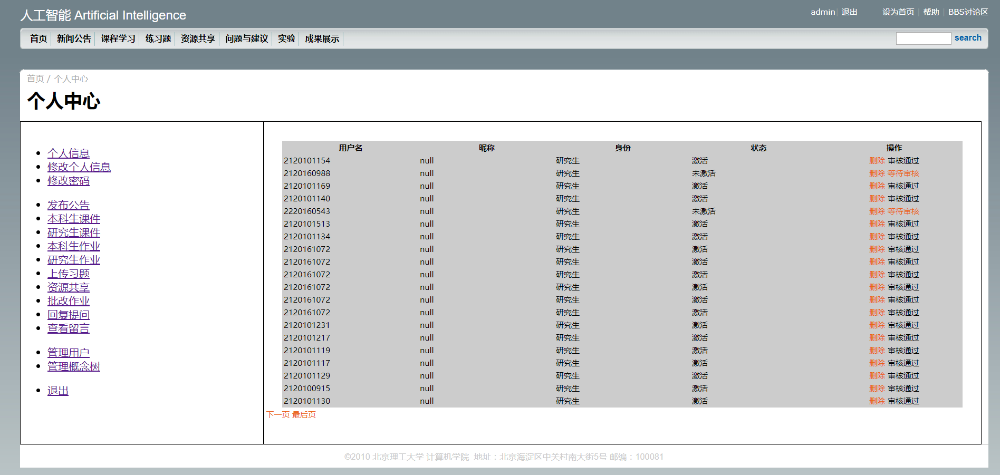 人工智能 Artificial Intelligence
admin | 退出 设为首页 | 帮助 | BBS讨论区
首页 新闻公告 课程学习 练习题 资源共享 问题与建议 实验 成果展示 search
首页 / 个人中心
个人中心
个人信息
修改个人信息
修改密码
发布公告
本科生课件
研究生课件
本科生作业
研究生作业
上传习题
资源共享
批改作业
回复提问
查看留言
管理用户
管理概念树
退出
用户名 昵称 身份 状态 操作
2120101154 null 研究生 激活 删除 审核通过
2120160988 null 研究生 未激活 删除 等待审核
2120101169 null 研究生 激活 删除 审核通过
2120101140 null 研究生 激活 删除 审核通过
2220160543 null 研究生 未激活 删除 等待审核
2120101513 null 研究生 激活 删除 审核通过
2120101134 null 研究生 激活 删除 审核通过
2120161072 null 研究生 激活 删除 审核通过
2120161072 null 研究生 激活 删除 审核通过
2120161072 null 研究生 激活 删除 审核通过
2120161072 null 研究生 激活 删除 审核通过
2120161072 null 研究生 激活 删除 审核通过
2120161072 null 研究生 激活 删除 审核通过
2120101231 null 研究生 激活 删除 审核通过
2120101217 null 研究生 激活 删除 审核通过
2120101119 null 研究生 激活 删除 审核通过
2120101117 null 研究生 激活 删除 审核通过
2120101129 null 研究生 激活 删除 审核通过
2120100915 null 研究生 激活 删除 审核通过
2120101130 null 研究生 激活 删除 审核通过
下一页 最后页
©2010 北京理工大学 计算机学院 地址：北京海淀区中关村南大街5号 邮编：100081